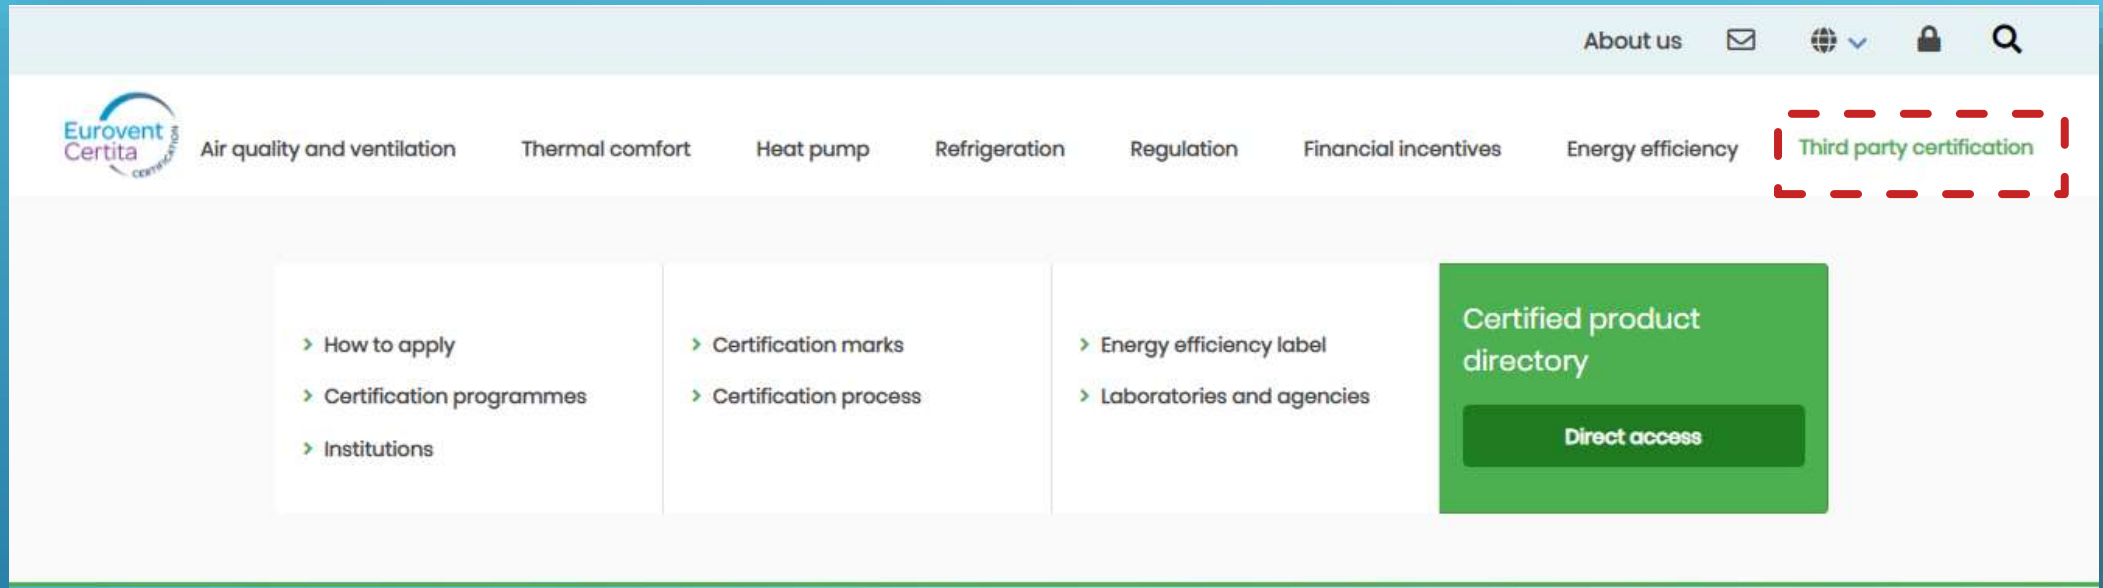 About us
Eurovent
Certita
CERTIFICATION
Air quality and ventilation
Thermal comfort
Heat pump
Refrigeration
Regulation
Financial incentives
Energy efficiency
Third party certification
How to apply
Certification programmes
Institutions
Certification marks
Certification process
Energy efficiency label
Laboratories and agencies
Certified product
directory
Direct access